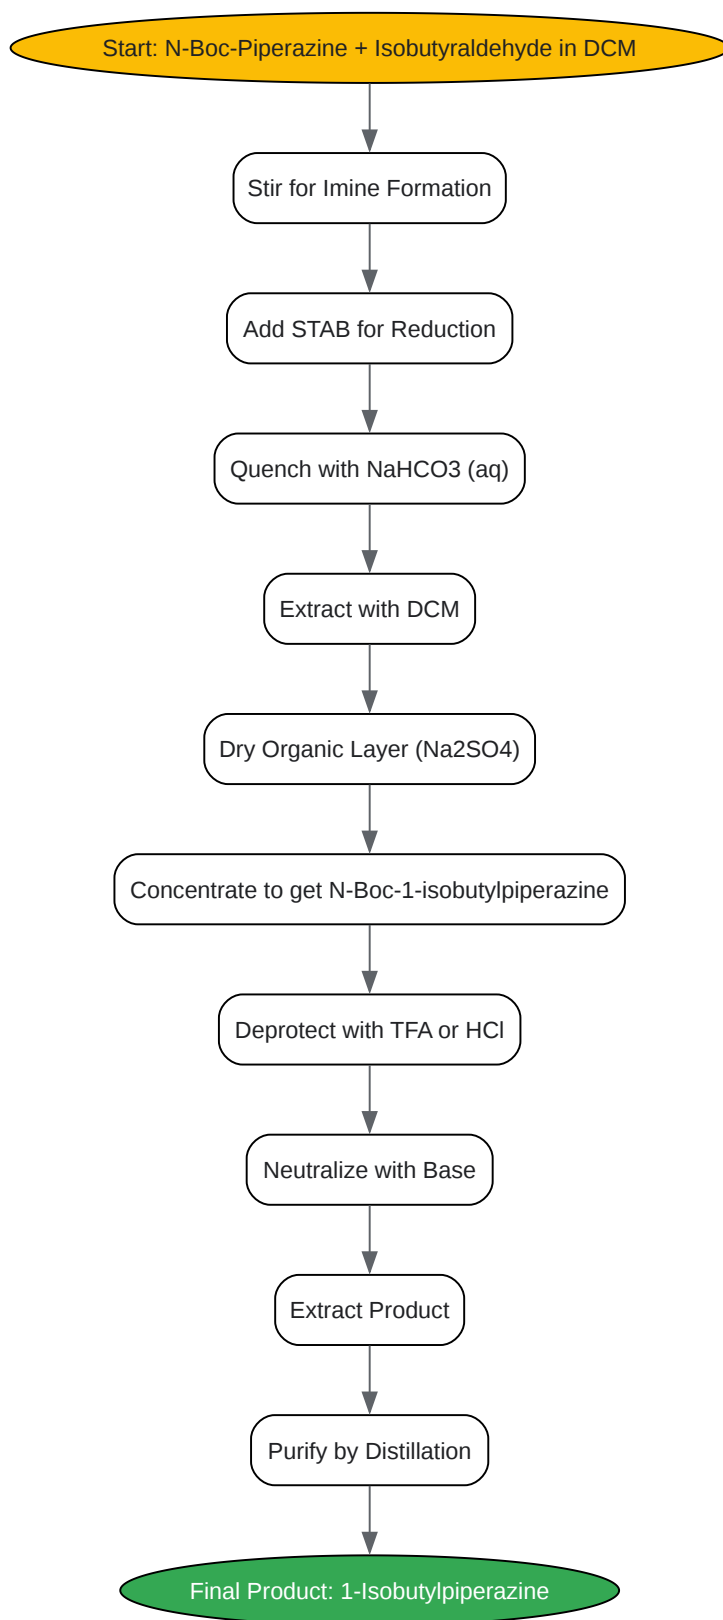 Start: N-Boc-Piperazine + Isobutyraldehyde in DCM
Stir for Imine Formation
Add STAB for Reduction
Quench with NaHCO3 (aq)
Extract with DCM
Dry Organic Layer (Na2SO4)
Concentrate to get N-Boc-1-isobutylpiperazine
Deprotect with TFA or HCl
Neutralize with Base
Extract Product
Purify by Distillation
Final Product: 1-Isobutylpiperazine